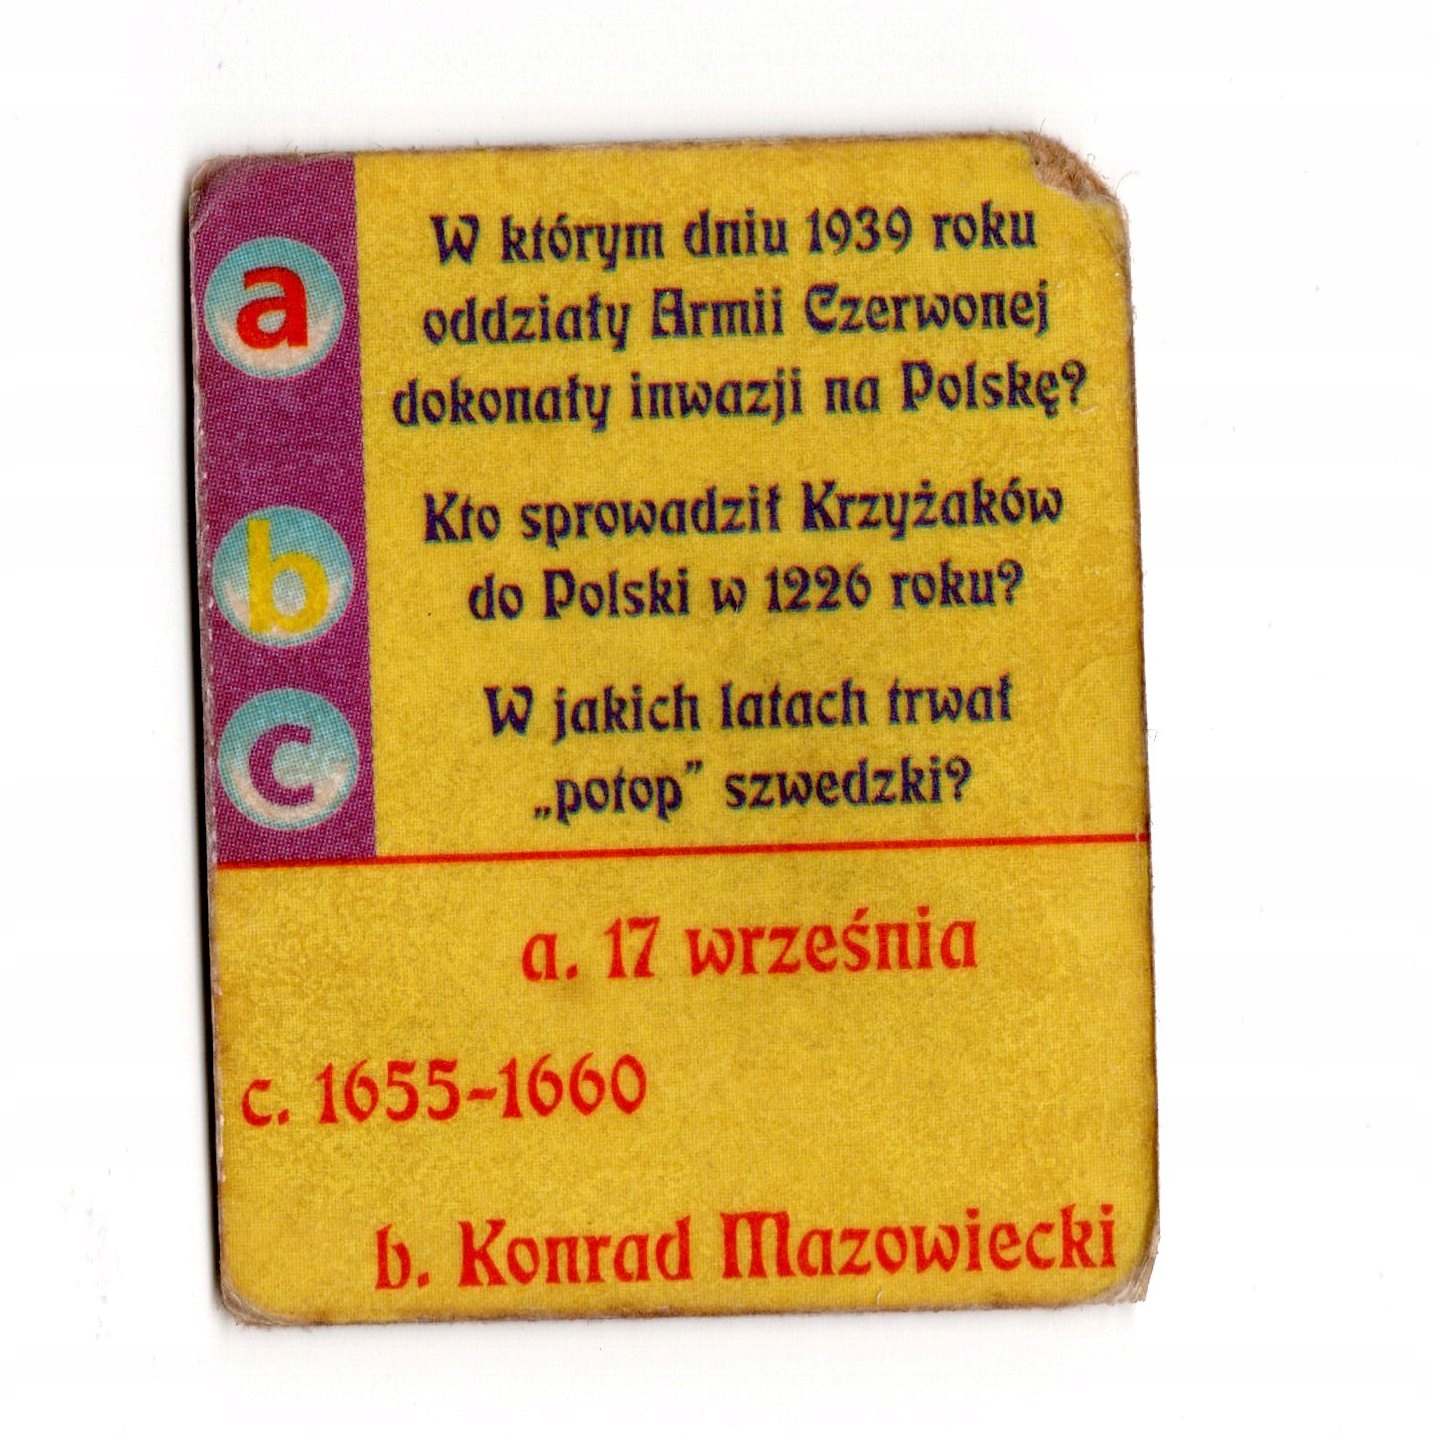 a
W którym dniu 1939 roku
oddziały Armii Czerwonej
dokonały inwazji na Polskę?
b
Kto sprowadził Krzyżaków
do Polski w 1226 roku?
c
W jakich latach trwał
„potop” szwedzki?
a. 17 września
c. 1655-1660
b. Konrad Mazowiecki